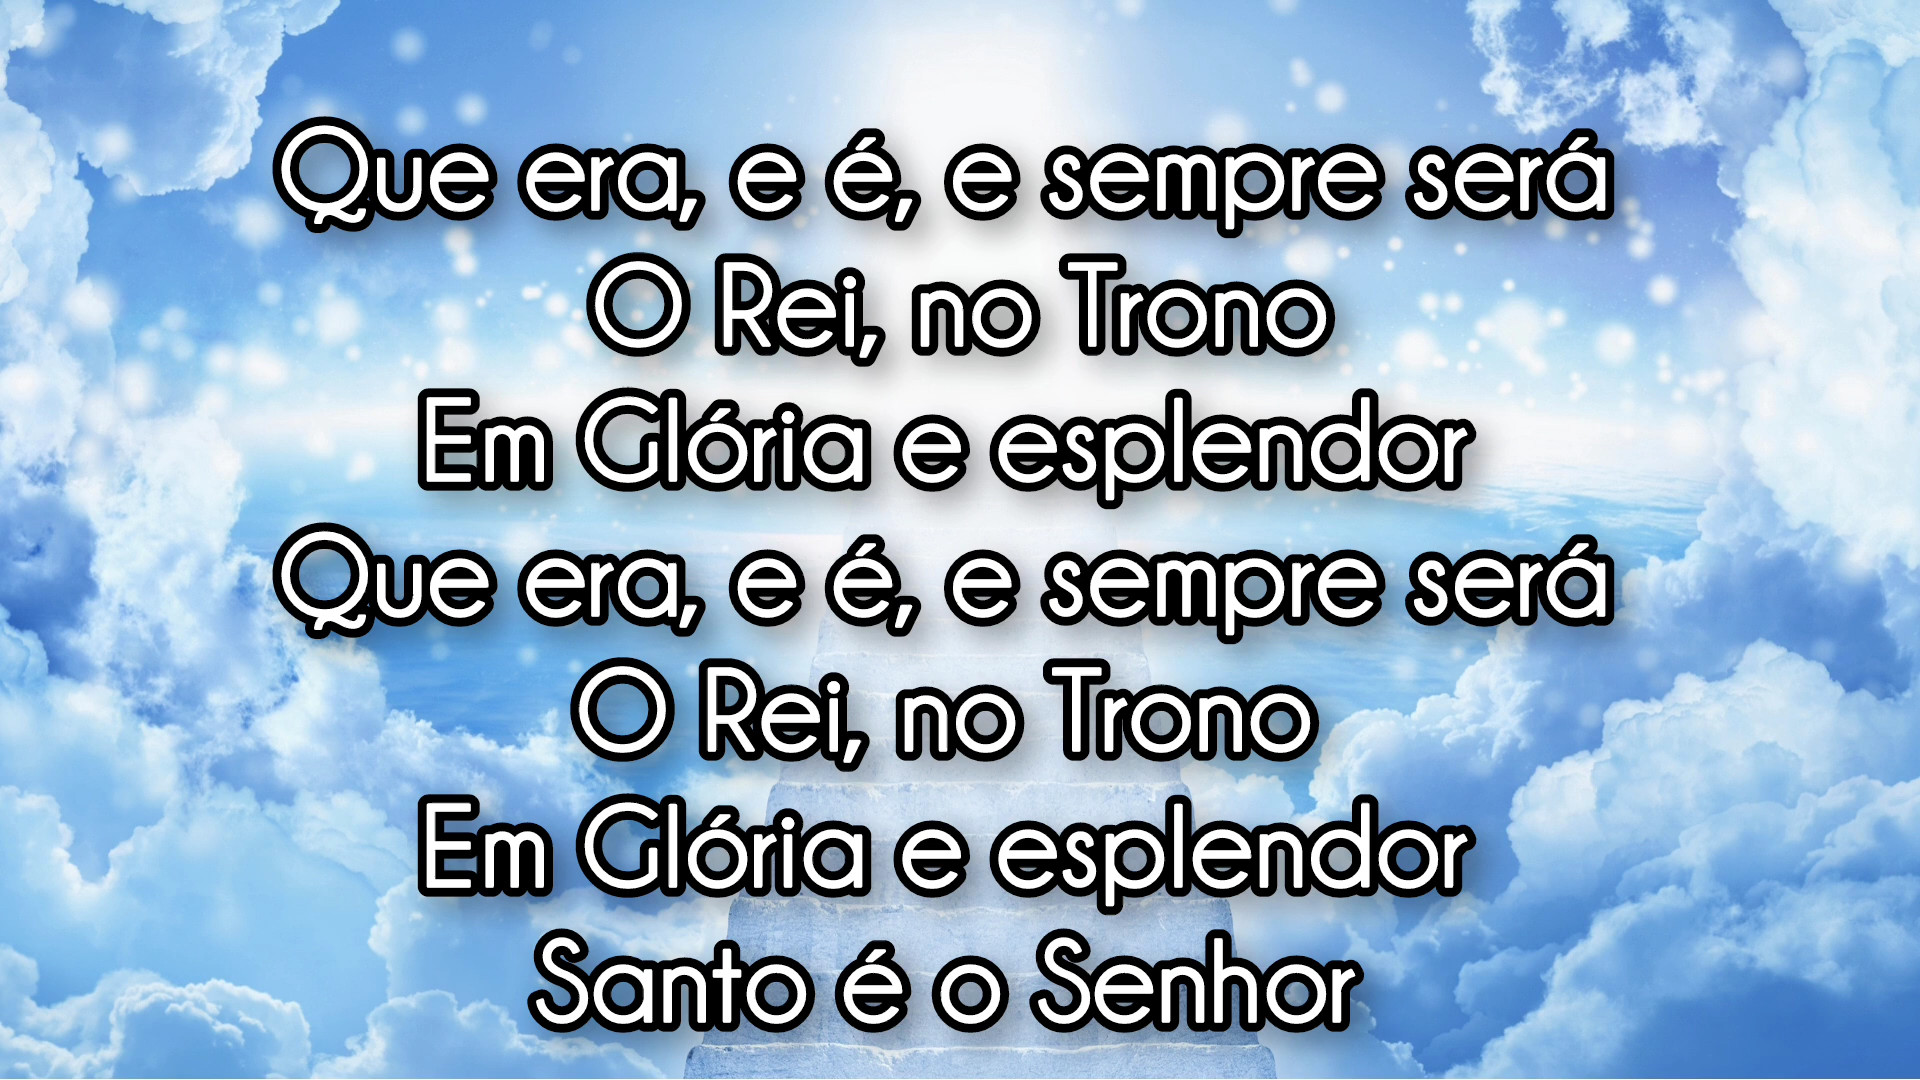 Que era, e é, e sempre será
O Rei, no Trono
Em Glória e esplendor
Que era, e é, e sempre será
O Rei, no Trono
Em Glória e esplendor
Santo é o Senhor